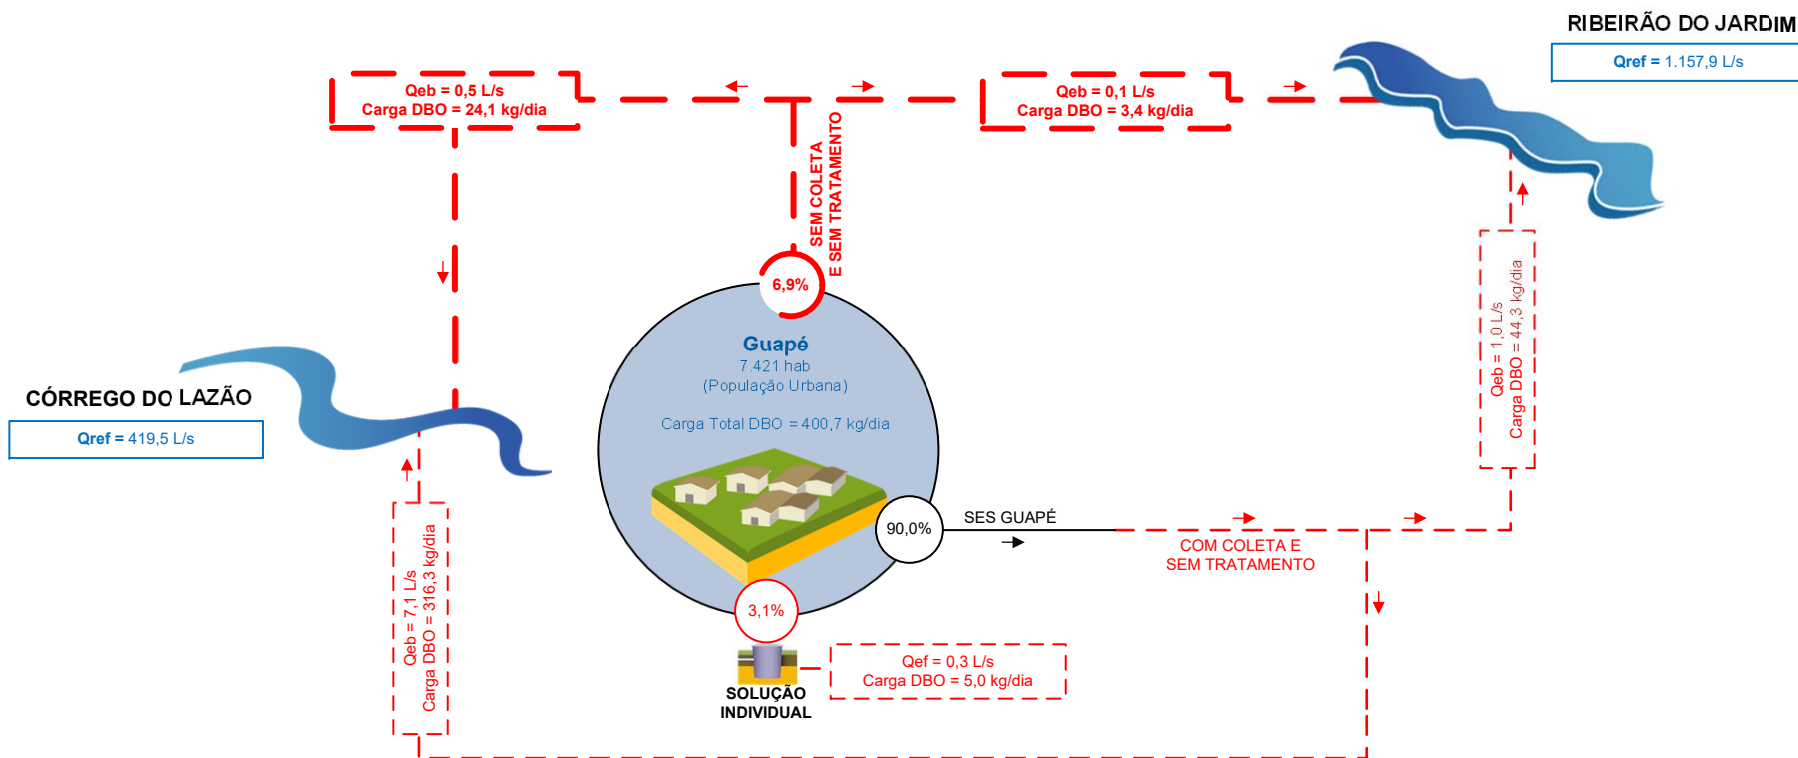 RIBEIRÃO DO JARDIM
Qref = 1.157,9 L/s
Qeb = 0,5 L/s
Carga DBO = 24,1 kg/dia
Qeb = 0,1 L/s
Carga DBO = 3,4 kg/dia
SEM COLETA
E SEM TRATAMENTO
6,9%
Guapé
7.421 hab
(População Urbana)
Carga Total DBO = 400,7 kg/dia
CÓRREGO DO LAZÃO
Qref = 419,5 L/s
Qeb = 1,0 L/s
Carga DBO = 44,3 kg/dia
90,0%
SES GUAPÉ
COM COLETA E
SEM TRATAMENTO
Qeb = 7,1 L/s
Carga DBO = 316,3 kg/dia
3,1%
Qef = 0,3 L/s
Carga DBO = 5,0 kg/dia
SOLUÇÃO
INDIVIDUAL